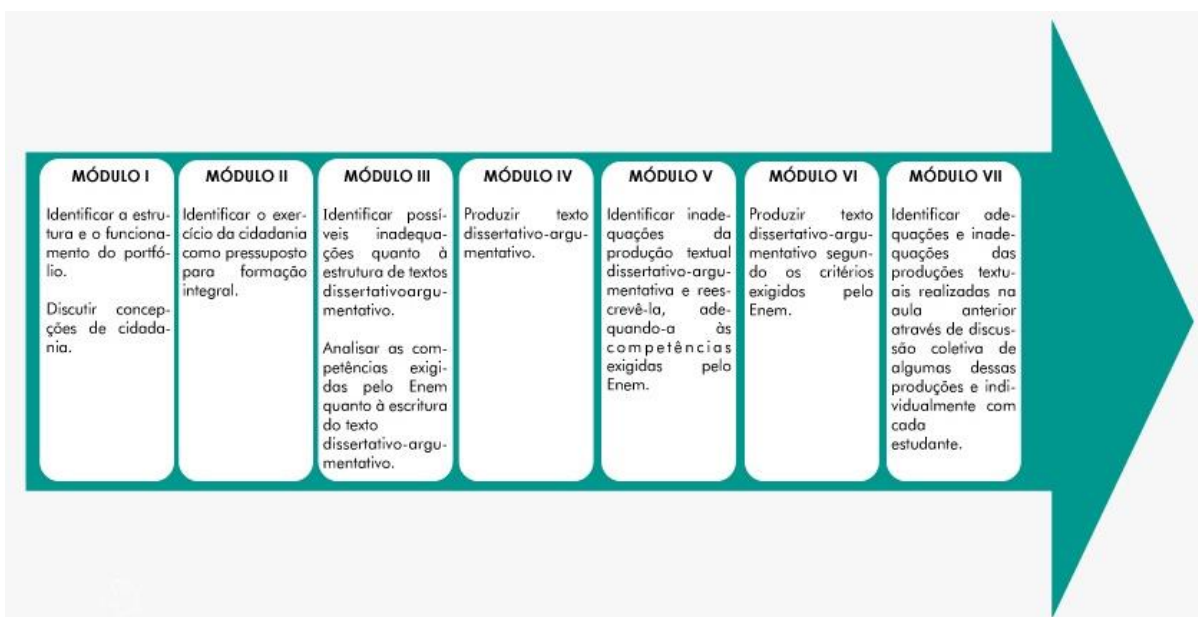 MÓDULO I
Identificar a estru-
tura e o funciona-
mento do portfó-
lio.
Discutir concep-
ções de cidada-
nia.
MÓDULO II
Identificar o exer-
cício da cidadania
como pressuposto
para formação
integral.
MÓDULO III
Identificar possí-
veis inadequa-
ções quanto à
estrutura de textos
dissertativoargu-
mentativo.
Analisar as com-
petências exigi-
das pelo Enem
quanto à escritura
do texto
dissertativo-argu-
mentativo.
MÓDULO IV
Produzir texto
dissertativo-argu-
mentativo.
MÓDULO V
Identificar inade-
quações da
produção textual
dissertativo-argu-
mentativa e rees-
crevê-la, ade-
quando-a às
competências
exigidas pelo
Enem.
MÓDULO VI
Produzir texto
dissertativo-argu-
mentativo segun-
do os critérios
exigidos pelo
Enem.
MÓDULO VII
Identificar ade-
quações e inade-
quações das
produções textu-
ais realizadas na
aula anterior
através de discus-
são coletiva de
algumas dessas
produções e indi-
vidualmente com
cada
estudante.